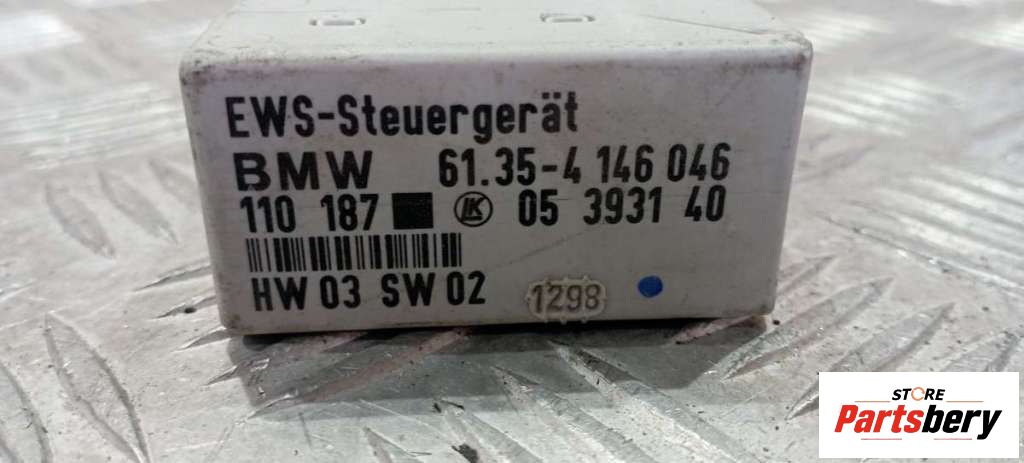 EWS-Steuergerät
BMW 61.35-4 146 046
110 187 LK 05 3931 40
HW 03 SW 02 1298
STORE
Partsbery